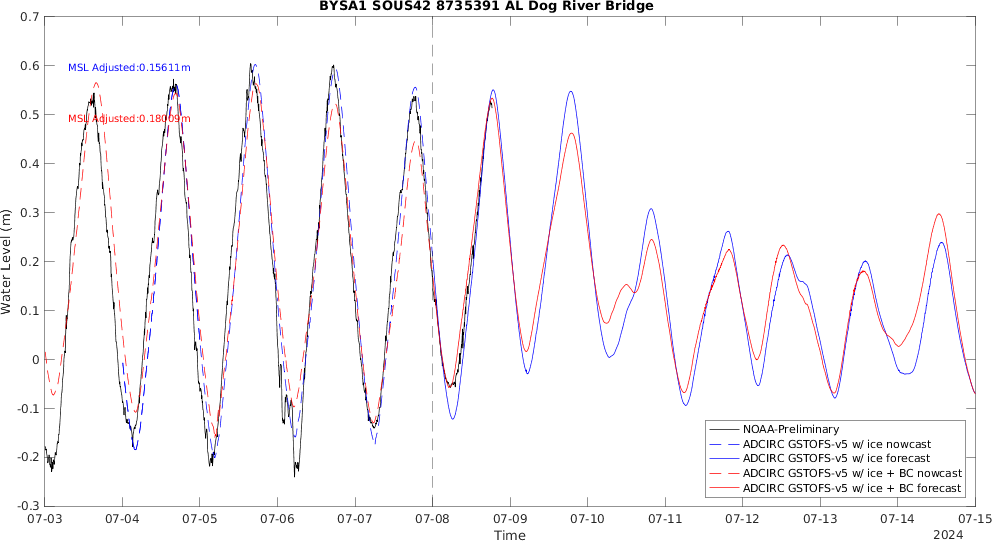 BYSA1 SOUS42 8735391 AL Dog River Bridge
0.7
0.6
0.5
0.4
0.3
0.2
0.1
0
-0.1
-0.2
-0.3
Water Level (m)
MSL Adjusted:0.15611m
MSL Adjusted:0.18009m
NOAA-Preliminary
ADCIRC GSTOFS-v5 w/ ice nowcast
ADCIRC GSTOFS-v5 w/ ice forecast
ADCIRC GSTOFS-v5 w/ ice + BC nowcast
ADCIRC GSTOFS-v5 w/ ice + BC forecast
07-03 07-04 07-05 07-06 07-07 07-08 07-09 07-10 07-11 07-12 07-13 07-14 07-15
Time
2024